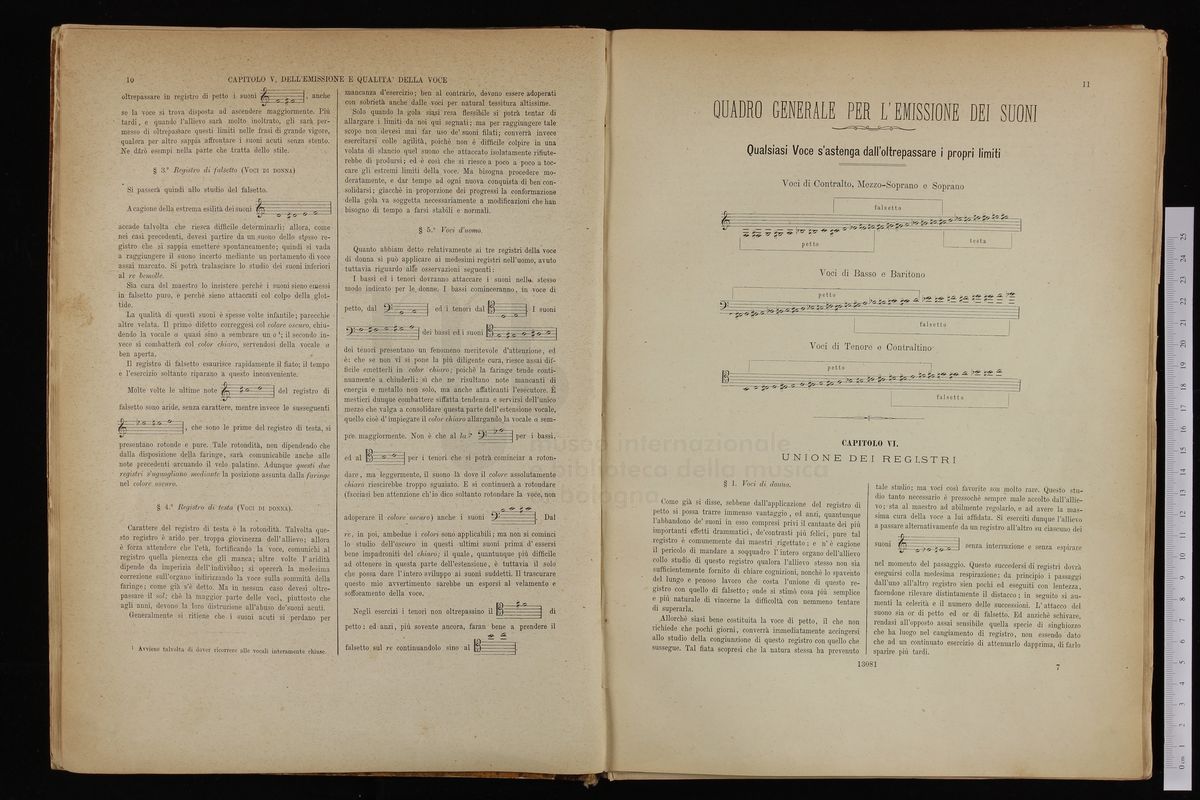 10
CAPITOLO V. DELL'EMISSIONE E QUALITA' DELLA VOCE
oltrepassare in registro di petto i suoni , anche
se la voce si trova disposta ad ascendere maggiormente. Più
tardi, e quando l'allievo sarà molto inoltrato, gli sarà per-
messo di oltrepassare questi limiti nelle frasi di grande vigore,
qualora per altro sappia affrontare i suoni acuti senza stento.
Ne dirò esempi nella parte che tratta dello stile.
§ 3.° Registro di falsetto (VOCI DI DONNA)
Si passerà quindi allo studio del falsetto.
A cagione della estrema esilità dei suoni
accade talvolta che riesca difficile determinarli; allora, come
nei casi precedenti, devesi partire da un suono dello stesso re-
gistro che si sappia emettere spontaneamente; quindi si vada
a raggiungere il suono incerto mediante un portamento di voce
assai marcato. Si potrà tralasciare lo studio dei suoni inferiori
al re bemolle.
Sia cura del maestro lo insistere perchè i suoni sieno emessi
in falsetto puro, e perchè sieno attaccati col colpo della glot-
tide.
La qualità di questi suoni è spesse volte infantile; parecchie
altre velata. Il primo difetto correggesi col colore oscuro, chiu-
dendo la vocale a quasi sino a sembrare un o ¹; il secondo in-
vece si combatterà col color chiaro, servendosi della vocale a
ben aperta.
Il registro di falsetto esaurisce rapidamente il fiato; il tempo
e l'esercizio soltanto riparano a questo inconveniente.
Molte volte le ultime note del registro di
falsetto sono aride, senza carattere, mentre invece le susseguenti
, che sono le prime del registro di testa, si
presentano rotonde e pure. Tale rotondità, non dipendendo che
dalla disposizione della faringe, sarà comunicabile anche alle
note precedenti arcuando il velo palatino. Adunque questi due
registri s'uguagliano mediante la posizione assunta dalla faringe
nel colore oscuro.
§ 4.° Registro di testa (VOCI DI DONNA).
Carattere del registro di testa è la rotondità. Talvolta que-
sto registro è arido per troppa giovinezza dell'allievo; allora
è forza attendere che l'età, fortificando la voce, comunichi al
registro quella pienezza che gli manca; altre volte l'aridità
dipende da imperizia dell'individuo; si opererà la medesima
correzione sull'organo indirizzando la voce sulla sommità della
faringe; come già s'è detto. Ma in nessun caso devesi oltre-
passare il sol; chè la maggior parte delle voci, piuttosto che
agli anni, devono la loro distruzione all'abuso de'suoni acuti.
Generalmente si ritiene che i suoni acuti si perdano per
¹ Avviene talvolta di dover ricorrere alle vocali interamente chiuse.
mancanza d'esercizio; ben al contrario, devono essere adoperati
con sobrietà anche dalle voci per natural tessitura altissime.
Solo quando la gola siasi resa flessibile si potrà tentar di
allargare i limiti da noi qui segnati; ma per raggiungere tale
scopo non devesi mai far uso de' suoni filati; converrà invece
esercitarsi colle agilità, poichè non è difficile colpire in una
volata di slancio quel suono che attaccato isolatamente rifiute-
rebbe di prodursi; ed è così che si riesce a poco a poco a toc-
care gli estremi limiti della voce. Ma bisogna procedere mo-
deratamente, e dar tempo ad ogni nuova conquista di ben con-
solidarsi; giacchè in proporzione dei progressi la conformazione
della gola va soggetta necessariamente a modificazioni che han
bisogno di tempo a farsi stabili e normali.
§ 5.° Voci d'uomo.
Quanto abbiam detto relativamente ai tre registri della voce
di donna si può applicare ai medesimi registri nell'uomo, avuto
tuttavia riguardo alle osservazioni seguenti:
I bassi ed i tenori dovranno attaccare i suoni nello stesso
modo indicato per le donne. I bassi cominceranno, in voce di
petto, dal ed i tenori dal I suoni
dei bassi ed i suoni
dei tenori presentano un fenomeno meritevole d'attenzione, ed
è: che se non vi si pone la più diligente cura, riesce assai dif-
ficile emetterli in color chiaro; poichè la faringe tende conti-
nuamente a chiuderli: sì che ne risultano note mancanti di
energia e metallo non solo, ma anche affaticanti l'esecutore. È
mestieri dunque combattere siffatta tendenza e servirsi dell'unico
mezzo che valga a consolidare questa parte dell'estensione vocale,
quello cioè d'impiegare il color chiaro allargando la vocale a sem-
pre maggiormente. Non è che al la♭ per i bassi,
ed al per i tenori che si potrà cominciar a roton-
dare, ma leggermente, il suono là dove il colore assolutamente
chiaro riescirebbe troppo sguaiato. E si continuerà a rotondare
(facciasi ben attenzione ch'io dico soltanto rotondare la voce, non
adoperare il colore oscuro) anche i suoni Dal
re, in poi, ambedue i colori sono applicabili; ma non si cominci
lo studio dell'oscuro in questi ultimi suoni prima d'essersi
bene impadroniti del chiaro; il quale, quantunque più difficile
ad ottenere in questa parte dell'estensione, è tuttavia il solo
che possa dare l'intero sviluppo ai suoni suddetti. Il trascurare
questo mio avvertimento sarebbe un esporsi al velamento e
soffocamento della voce.
Negli esercizi i tenori non oltrepassino il di
petto: ed anzi, più sovente ancora, faran bene a prendere il
falsetto sul re continuandolo sino al
11
QUADRO GENERALE PER L'EMISSIONE DEI SUONI
Qualsiasi Voce s'astenga dall'oltrepassare i propri limiti
Voci di Contralto, Mezzo-Soprano e Soprano
falsetto
petto
testa
Voci di Basso e Baritono
petto
falsetto
Voci di Tenore e Contraltino
petto
falsetto
CAPITOLO VI.
UNIONE DEI REGISTRI
§ 1. Voci di donna.
Come già si disse, sebbene dall'applicazione del registro di
petto si possa trarre immenso vantaggio, ed anzi, quantunque
l'abbandono de' suoni in esso compresi privi il cantante dei più
importanti effetti drammatici, de'contrasti più felici, pure tal
registro è comunemente dai maestri rigettato; e n'è cagione
il pericolo di mandare a soqquadro l'intero organo dell'allievo
collo studio di questo registro qualora l'allievo stesso non sia
sufficientemente fornito di chiare cognizioni, nonchè lo spavento
del lungo e penoso lavoro che costa l'unione di questo re-
gistro con quello di falsetto; onde si stimò cosa più semplice
e più naturale di vincerne la difficoltà con nemmeno tentare
di superarla.
Allorchè siasi bene costituita la voce di petto, il che non
richiede che pochi giorni, converrà immediatamente accingersi
allo studio della congiunzione di questo registro con quello che
sussegue. Tal fiata scopresi che la natura stessa ha prevenuto
tale studio; ma voci così favorite son molto rare. Questo stu-
dio tanto necessario è pressochè sempre male accolto dall'allie-
vo; sta al maestro ad abilmente regolarlo, e ad avere la mas-
sima cura della voce a lui affidata. Si eserciti dunque l'allievo
a passare alternativamente da un registro all'altro su ciascuno dei
suoni senza interruzione e senza espirare
nel momento del passaggio. Questo succedersi di registri dovrà
eseguirsi colla medesima respirazione; da principio i passaggi
dall'uno all'altro registro sien pochi ed eseguiti con lentezza,
facendone rilevare distintamente il distacco; in seguito si au-
menti la celerità e il numero delle successioni. L'attacco del
suono sia or di petto ed or di falsetto. Ed anzichè schivare,
rendasi all'opposto assai sensibile quella specie di singhiozzo
che ha luogo nel cangiamento di registro, non essendo dato
che ad un continuato esercizio di attenuarlo dapprima, di farlo
sparire più tardi.
13081
7
museo internazionale
e biblioteca della musica
bologna